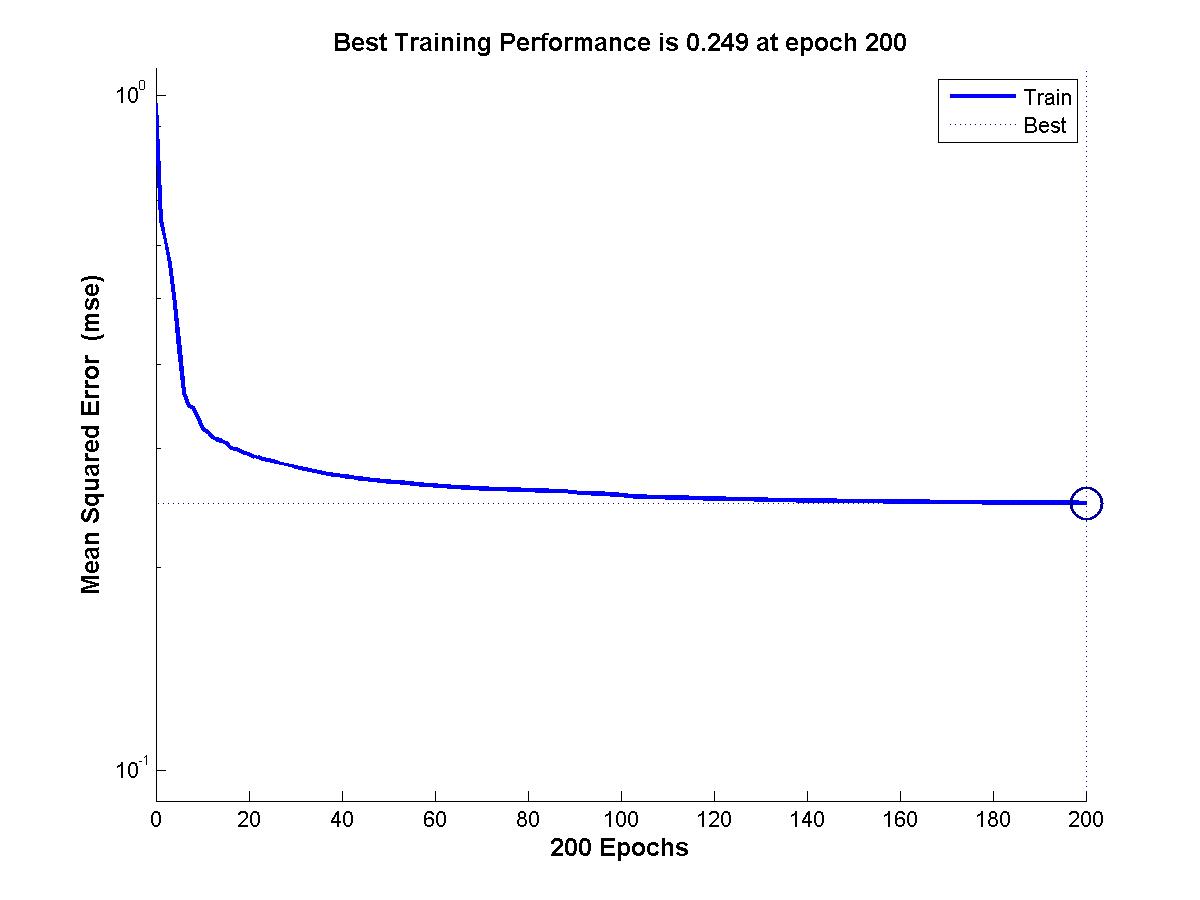 Best Training Performance is 0.249 at epoch 200
10^0
Train
Best
Mean Squared Error (mse)
10^-1
0 20 40 60 80 100 120 140 160 180 200
200 Epochs